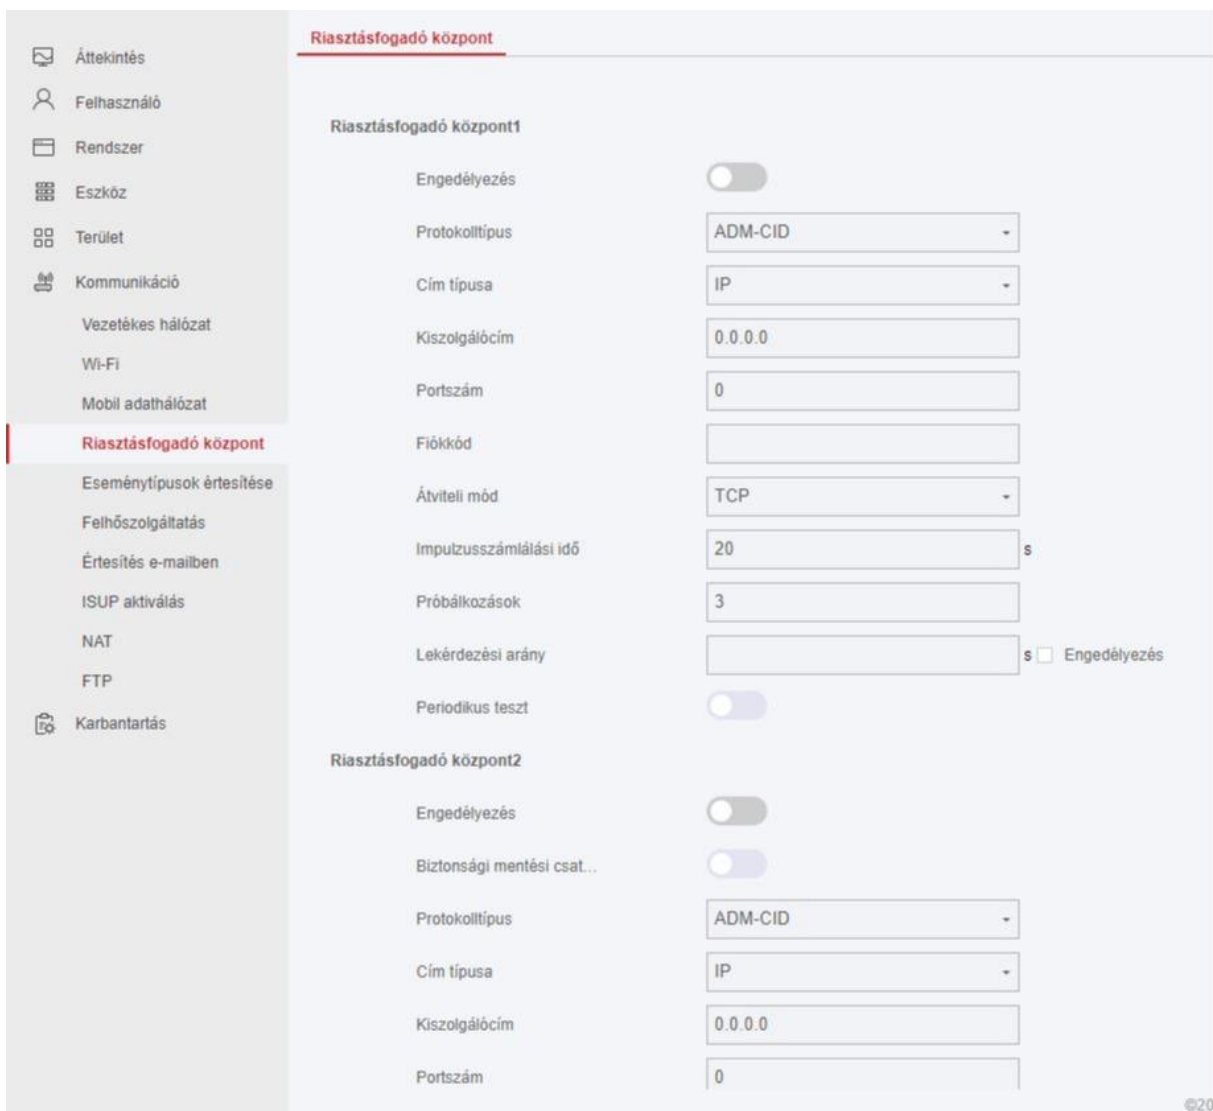 Áttekintés
Felhasználó
Rendszer
Eszköz
Terület
Kommunikáció
Vezetékes hálózat
Wi-Fi
Mobil adathálózat
Riasztásfogadó központ
Eseménytípusok értesítése
Felhőszolgáltatás
Értesítés e-mailben
ISUP aktiválás
NAT
FTP
Karbantartás
Riasztásfogadó központ
Riasztásfogadó központ1
Engedélyezés
Protokolltípus ADM-CID
Cím típusa IP
Kiszolgálócím 0.0.0.0
Portszám 0
Fiókkód
Átviteli mód TCP
Impulzusszámlálási idő 20 s
Próbálkozások 3
Lekérdezési arány s Engedélyezés
Periodikus teszt
Riasztásfogadó központ2
Engedélyezés
Biztonsági mentési csat...
Protokolltípus ADM-CID
Cím típusa IP
Kiszolgálócím 0.0.0.0
Portszám 0
©20